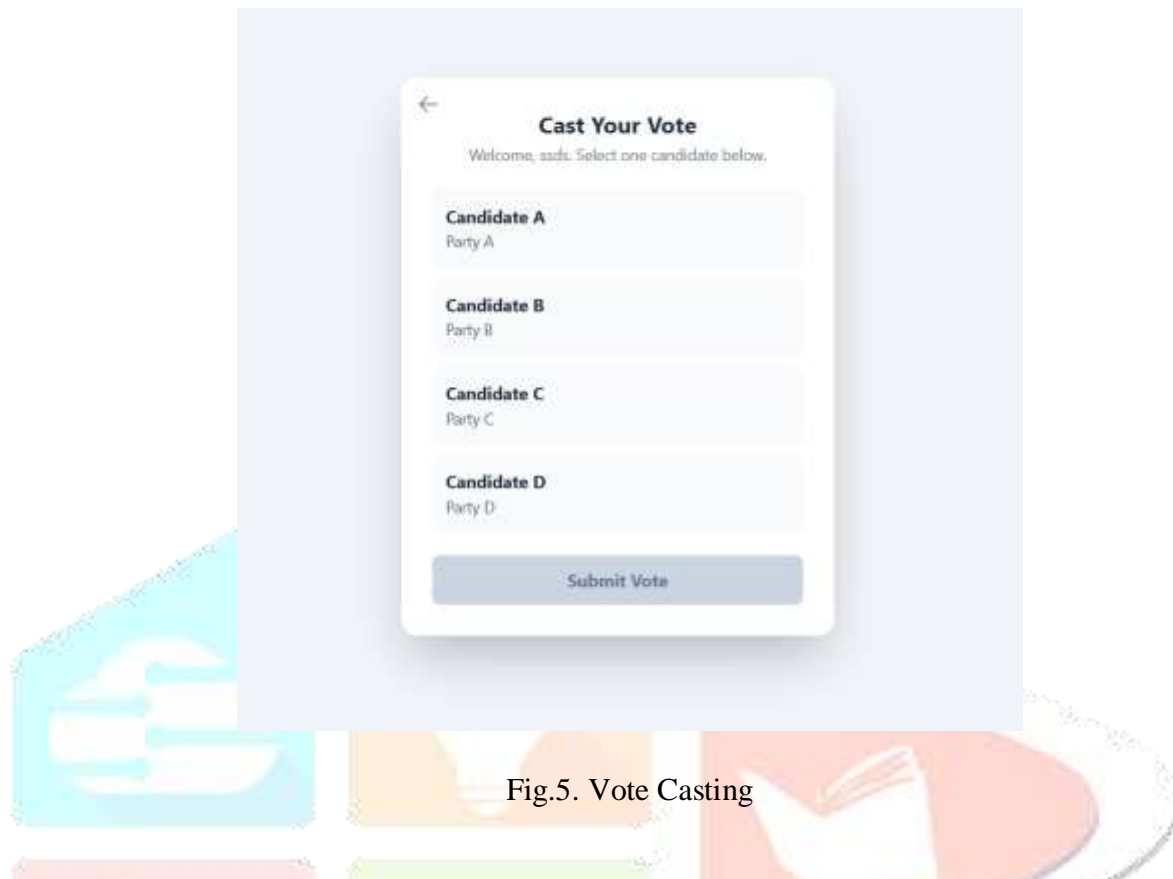 Cast Your Vote
Welcome, ssds. Select one candidate below.
Candidate A
Party A
Candidate B
Party B
Candidate C
Party C
Candidate D
Party D
Submit Vote
Fig.5. Vote Casting